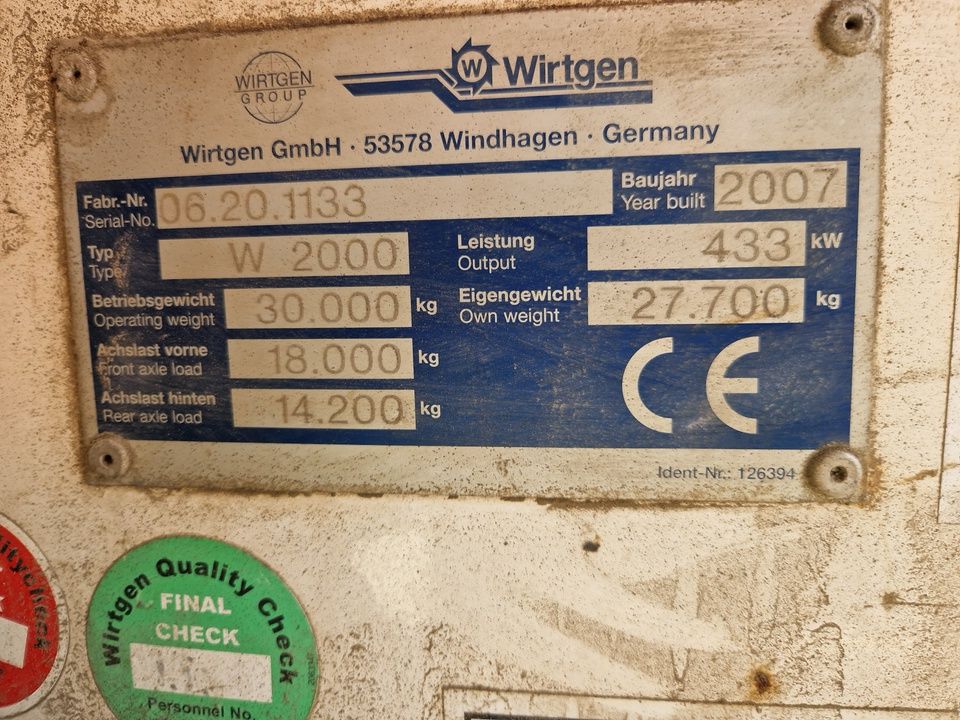 WIRTGEN
GROUP
W
Wirtgen
Wirtgen GmbH · 53578 Windhagen · Germany
Fabr.-Nr.
Serial-No.
06.20.1133
Baujahr
Year built
2007
Typ
Type
W 2000
Leistung
Output
433 kW
Betriebsgewicht
Operating weight
30.000 kg
Eigengewicht
Own weight
27.700 kg
Achslast vorne
Front axle load
18.000 kg
Achslast hinten
Rear axle load
14.200 kg
CE
Ident-Nr.: 126394
Wirtgen Quality Check
FINAL
CHECK
Personnel No.